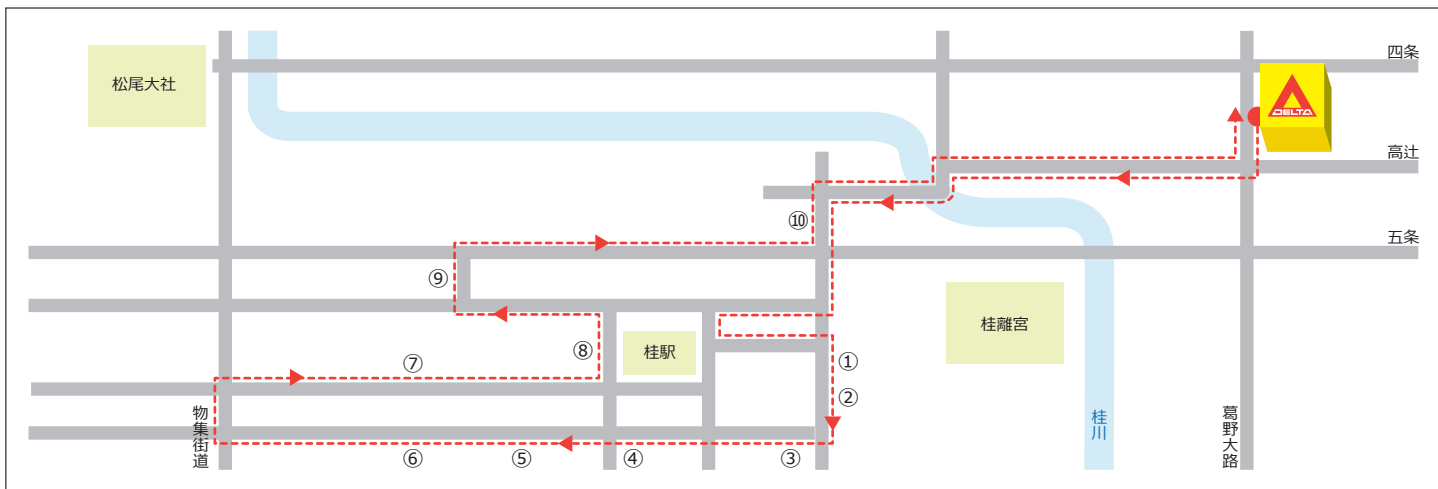 四条
松尾大社
DELTA
高辻
⑩
五条
⑨
桂離宮
桂駅
⑧
①
⑦
②
物集街道
桂川
葛野大路
⑥
⑤
④
③